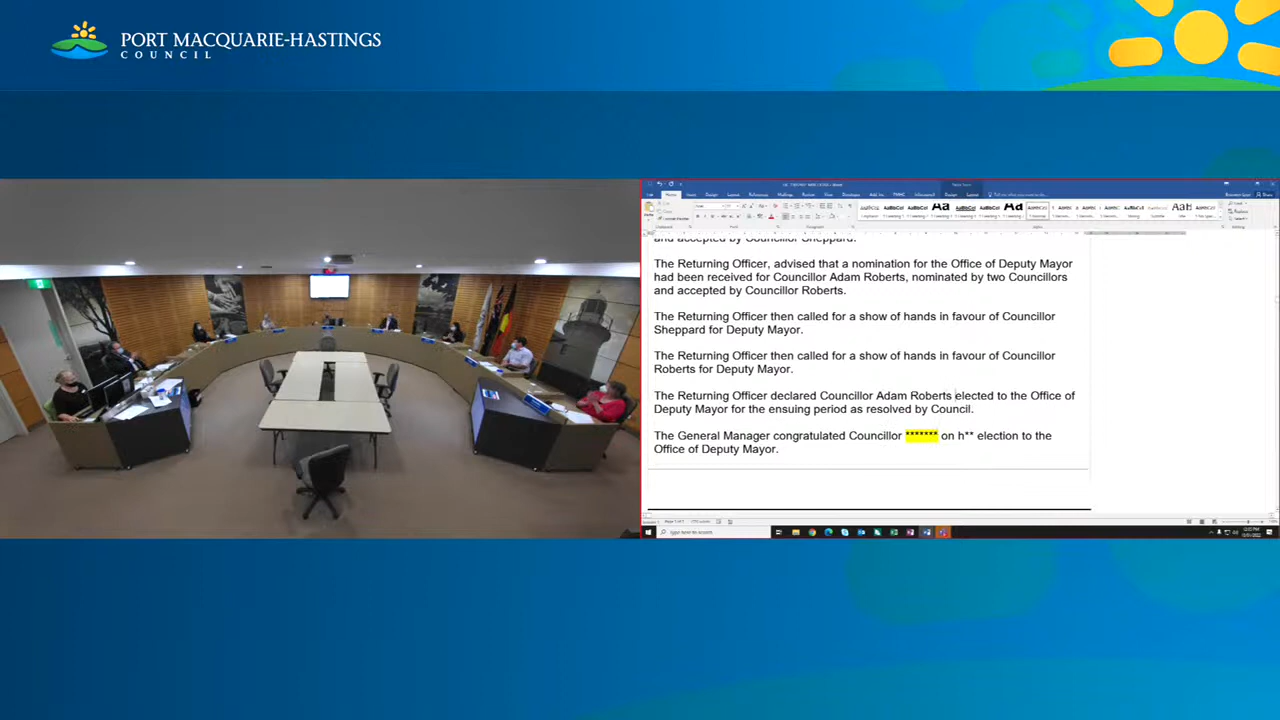 PORT MACQUARIE-HASTINGS
COUNCIL
and accepted by Councillor Sheppard.
The Returning Officer, advised that a nomination for the Office of Deputy Mayor
had been received for Councillor Adam Roberts, nominated by two Councillors
and accepted by Councillor Roberts.
The Returning Officer then called for a show of hands in favour of Councillor
Sheppard for Deputy Mayor.
The Returning Officer then called for a show of hands in favour of Councillor
Roberts for Deputy Mayor.
The Returning Officer declared Councillor Adam Roberts elected to the Office of
Deputy Mayor for the ensuing period as resolved by Council.
The General Manager congratulated Councillor ******* on h** election to the
Office of Deputy Mayor.
Type here to search